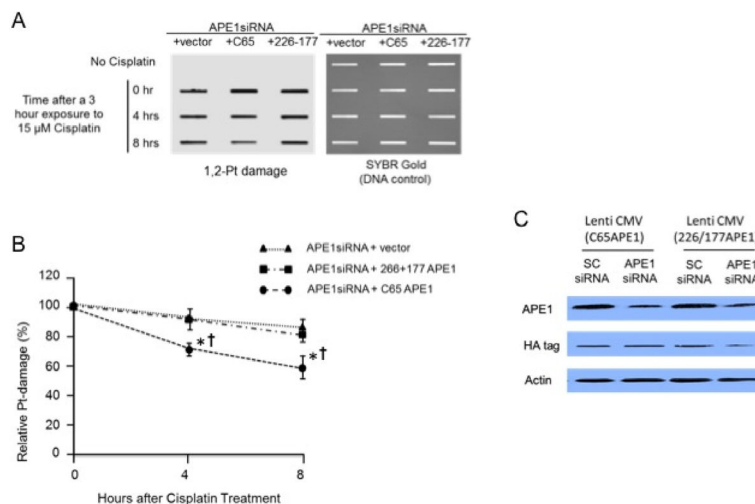 A
APE1siRNA
+vector +C65 +226-177
APE1siRNA
+vector +C65 +226-177
No Cisplatin
Time after a 3
hour exposure to
15 µM Cisplatin
0 hr
4 hrs
8 hrs
1,2-Pt damage
SYBR Gold
(DNA control)
B
APE1siRNA + vector
APE1siRNA + 266+177 APE1
APE1siRNA + C65 APE1
Relative Pt-damage (%)
120
100
80
60
40
20
0
* †
* †
0 4 8
Hours after Cisplatin Treatment
C
Lenti CMV
(C65APE1)
Lenti CMV
(226/177APE1
SC
siRNA
APE1
siRNA
SC
siRNA
APE1
siRNA
APE1
HA tag
Actin